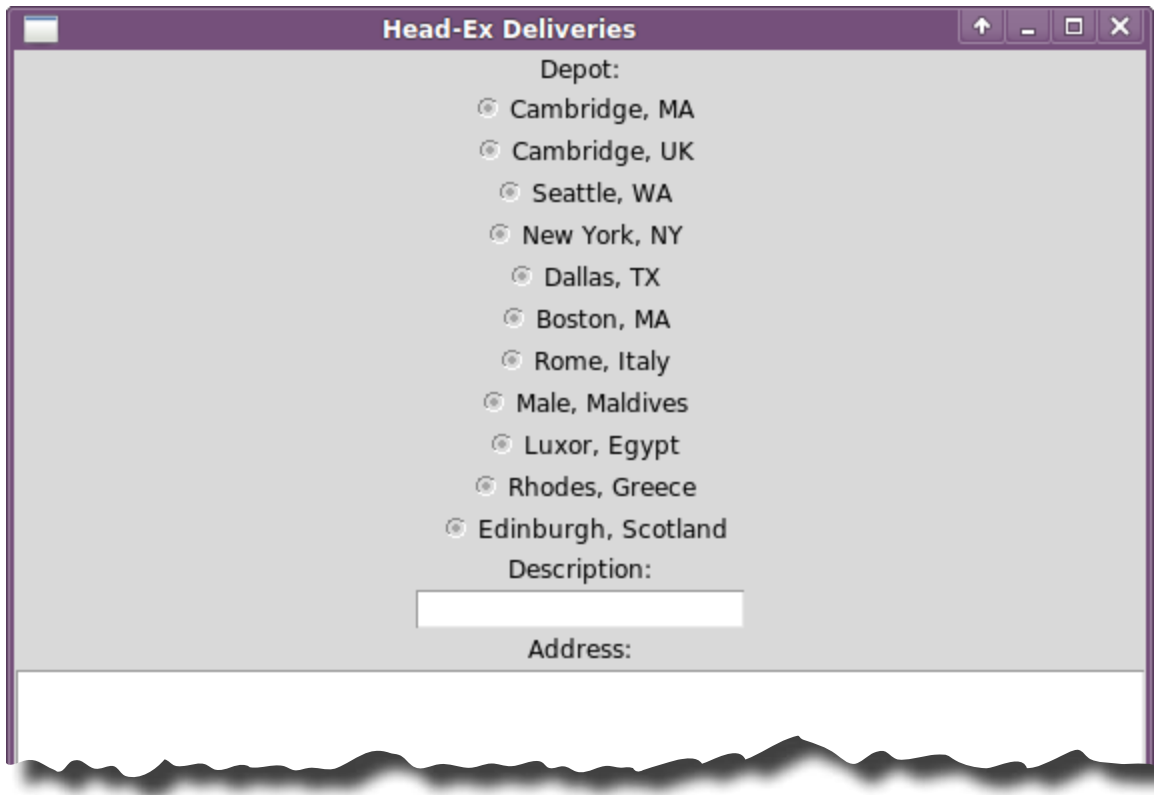 Head-Ex Deliveries
Depot:
Cambridge, MA
Cambridge, UK
Seattle, WA
New York, NY
Dallas, TX
Boston, MA
Rome, Italy
Male, Maldives
Luxor, Egypt
Rhodes, Greece
Edinburgh, Scotland
Description:
Address: